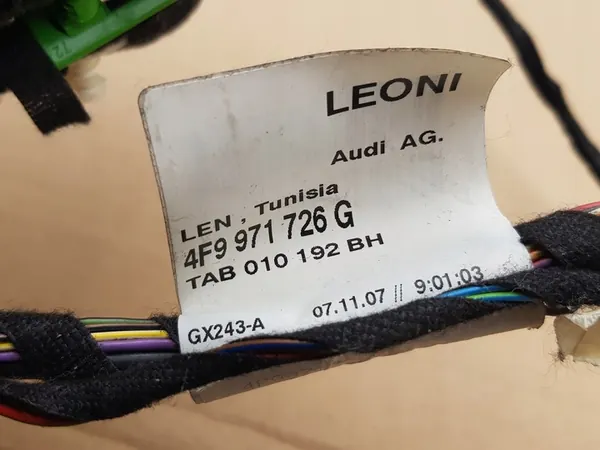 LEONI
Audi AG.
LEN , Tunisia
4F9 971 726 G
TAB 010 192 BH
GX243-A 07.11.07 || 9:01:03
72